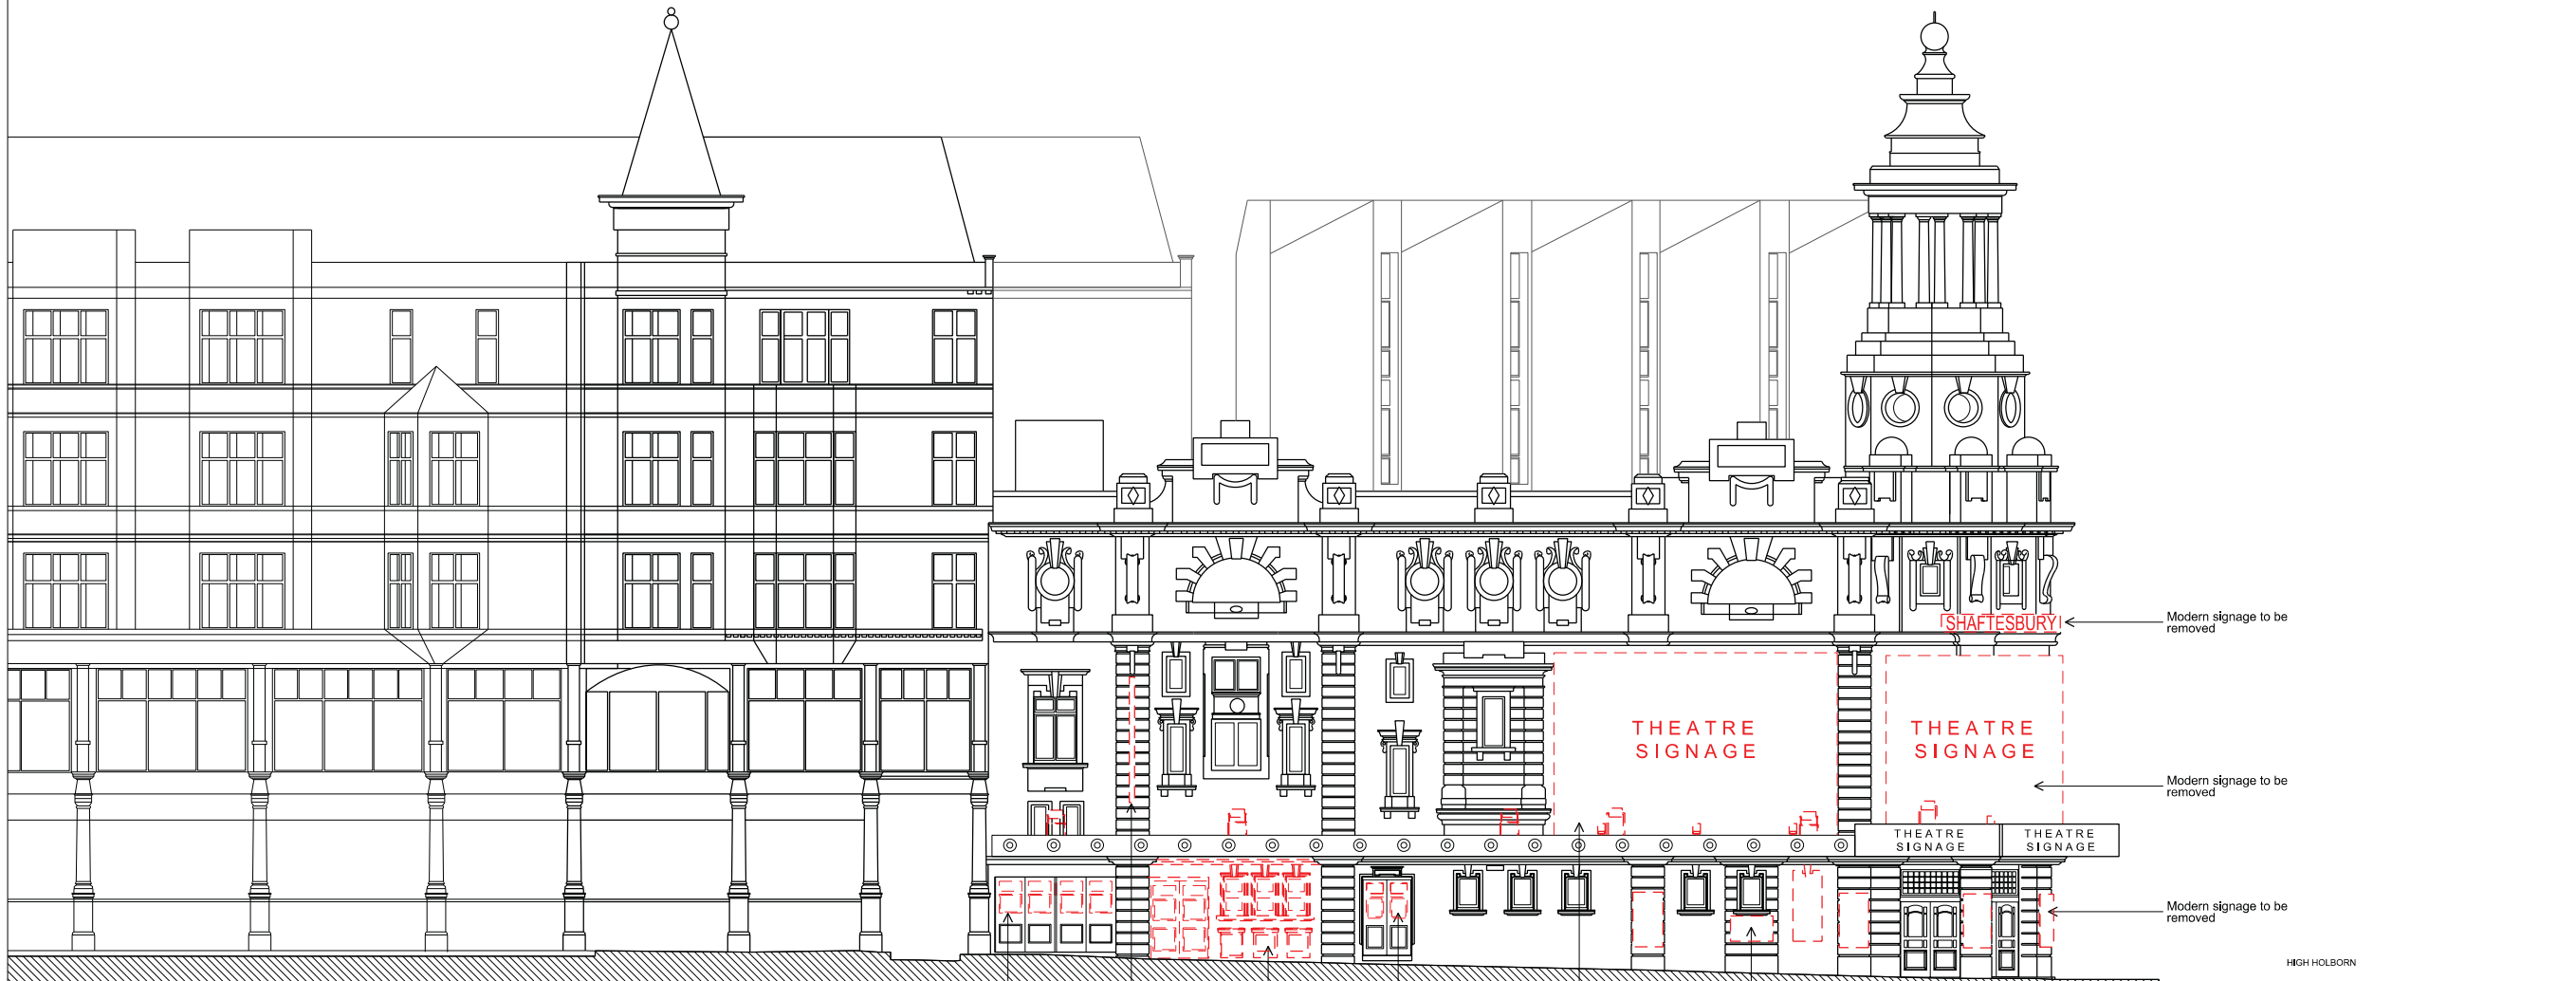 SHAFTESBURY
Modern signage to be
removed
THEATRE
SIGNAGE
THEATRE
SIGNAGE
Modern signage to be
removed
THEATRE
SIGNAGE
THEATRE
SIGNAGE
Modern signage to be
removed
HIGH HOLBORN